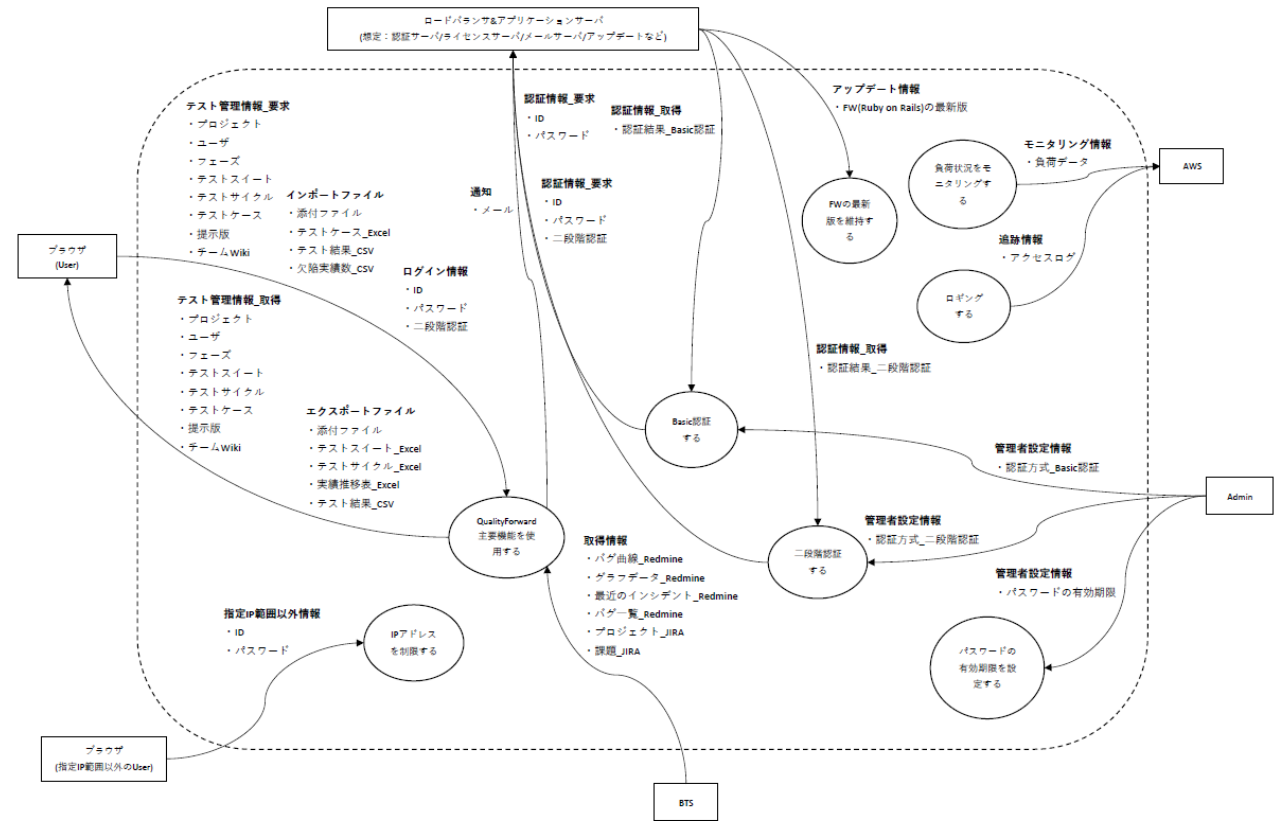 ロードバランサ&アプリケーションサーバ
(想定：認証サーバ/ライセンスサーバ/メールサーバ/アップデートなど)
テスト管理情報_要求
・プロジェクト
・ユーザ
・フェーズ
・テストスイート
・テストサイクル
・テストケース
・提示版
・チームWiki
インポートファイル
・添付ファイル
・テストケース_Excel
・テスト結果_CSV
・欠陥実績数_CSV
認証情報_要求
・ID
・パスワード
認証情報_取得
・認証結果_Basic認証
アップデート情報
・FW(Ruby on Rails)の最新版
負荷状況をモ
ニタリングす
る
モニタリング情報
・負荷データ
AWS
通知
・メール
認証情報_要求
・ID
・パスワード
・二段階認証
FWの最新
版を維持す
る
追跡情報
・アクセスログ
ロギング
する
ブラウザ
(User)
ログイン情報
・ID
・パスワード
・二段階認証
テスト管理情報_取得
・プロジェクト
・ユーザ
・フェーズ
・テストスイート
・テストサイクル
・テストケース
・提示版
・チームWiki
エクスポートファイル
・添付ファイル
・テストスイート_Excel
・テストサイクル_Excel
・実績推移表_Excel
・テスト結果_CSV
認証情報_取得
・認証結果_二段階認証
Basic認証
する
管理者設定情報
・認証方式_Basic認証
Admin
QualityForward
主要機能を使
用する
取得情報
・バグ曲線_Redmine
・グラフデータ_Redmine
・最近のインシデント_Redmine
・バグ一覧_Redmine
・プロジェクト_JIRA
・課題_JIRA
二段階認証
する
管理者設定情報
・認証方式_二段階認証
管理者設定情報
・パスワードの有効期限
指定IP範囲以外情報
・ID
・パスワード
IPアドレス
を制限する
パスワードの
有効期限を設
定する
ブラウザ
(指定IP範囲以外のUser)
BTS